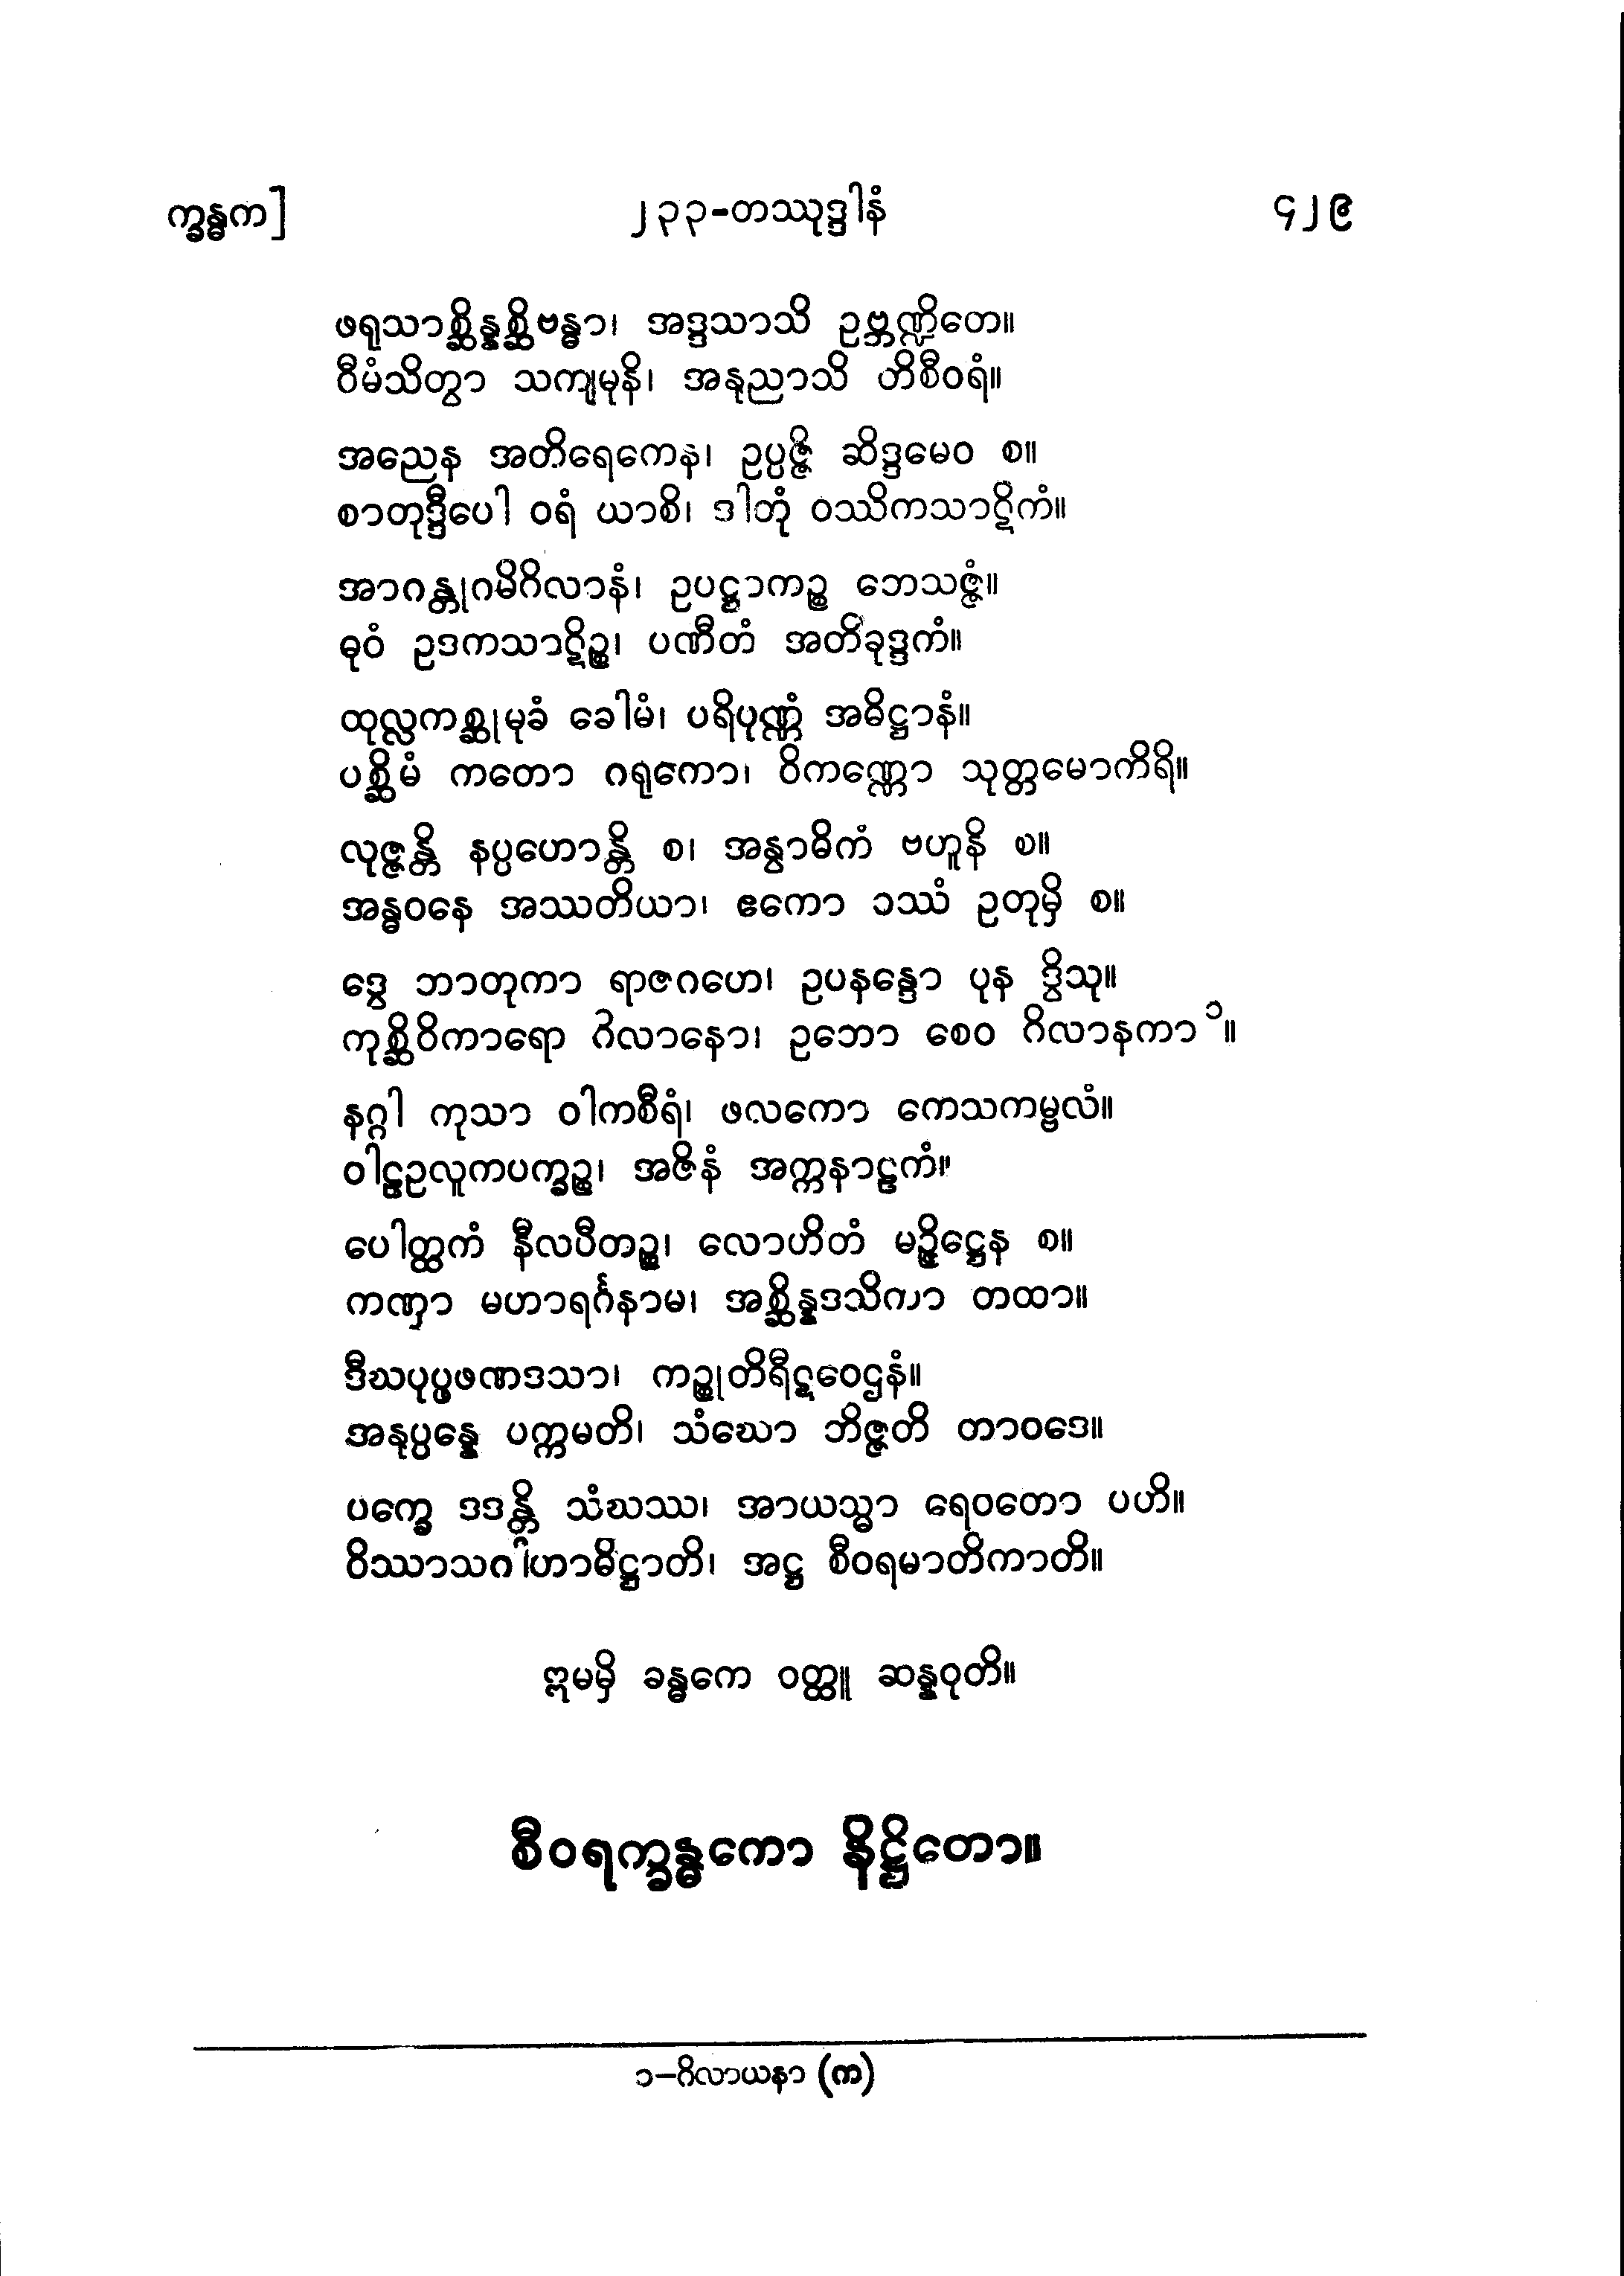 က္ခန္ဓက]
၂၃၃-တဿုဒ္ဒါနံ
၄၂၉
ဖရုသာစ္ဆိန္နစ္ဆိဗန္ဓာ၊ အဒ္ဒသာသိ ဥဗ္ဘဏ္ဍိတေ။
ဝီမံသိတွာ သကျမုနိ၊ အနုညာသိ တိစီဝရံ။
အညေန အတိရေကေန၊ ဥပ္ပဇ္ဇိ ဆိဒ္ဒမေဝ စ။
စာတုဒ္ဒီပေါ ဝရံ ယာစိ၊ ဒါတုံ ဝဿိကသာဋိကံ။
အာဂန္တုဂမိဂိလာနံ၊ ဥပဋ္ဌာကဉ္စ ဘေသဇ္ဇံ။
ဓုဝံ ဥဒကသာဋိဉ္စ၊ ပဏီတံ အတိခုဒ္ဒကံ။
ထုလ္လကစ္ဆုမုခံ ခေါမံ၊ ပရိပုဏ္ဏံ အဓိဋ္ဌာနံ။
ပစ္ဆိမံ ကတော ဂရုကော၊ ဝိကဏ္ဏော သုတ္တမောကိရိ။
လုဇ္ဇန္တိ နပ္ပဟောန္တိ စ၊ အနွာဓိကံ ဗဟူနိ စ။
အန္ဓဝနေ အဿတိယာ၊ ဧကော ဝဿံ ဥတုမှိ စ။
ဒွေ ဘာတုကာ ရာဇဂဟေ၊ ဥပနန္ဒော ပုန ဒွိသု။
ကုစ္ဆိဝိကာရော ဂိလာနော၊ ဥဘော စေဝ ဂိလာနကာ ၁။
နဂ္ဂါ ကုသာ ဝါကစီရံ၊ ဖလကော ကေသကမ္ဗလံ။
ဝါဠဥလူကပက္ခဉ္စ၊ အဇိနံ အက္ကနာဠကံ။
ပေါတ္ထကံ နီလပီတဉ္စ၊ လောဟိတံ မဉ္ဇိဋ္ဌေန စ။
ကဏှာ မဟာရင်္ဂနာမ၊ အစ္ဆိန္နဒသိကာ တထာ။
ဒီဃပုပ္ဖဖဏဒသာ၊ ကဉ္စုတိရီဋဝေဌနံ။
အနုပ္ပန္နေ ပက္ကမတိ၊ သံဃော ဘိဇ္ဇတိ တာဝဒေ။
ပက္ခေ ဒဒန္တိ သံဃဿ၊ အာယသ္မာ ရေဝတော ပဟိ။
ဝိဿာသဂါဟာဓိဋ္ဌာတိ၊ အဋ္ဌ စီဝရမာတိကာတိ။
ဣမမှိ ခန္ဓကေ ဝတ္ထူ ဆန္နဝုတိ။
စီဝရက္ခန္ဓကော နိဋ္ဌိတော။
၁−ဂိလာယနာ (က)